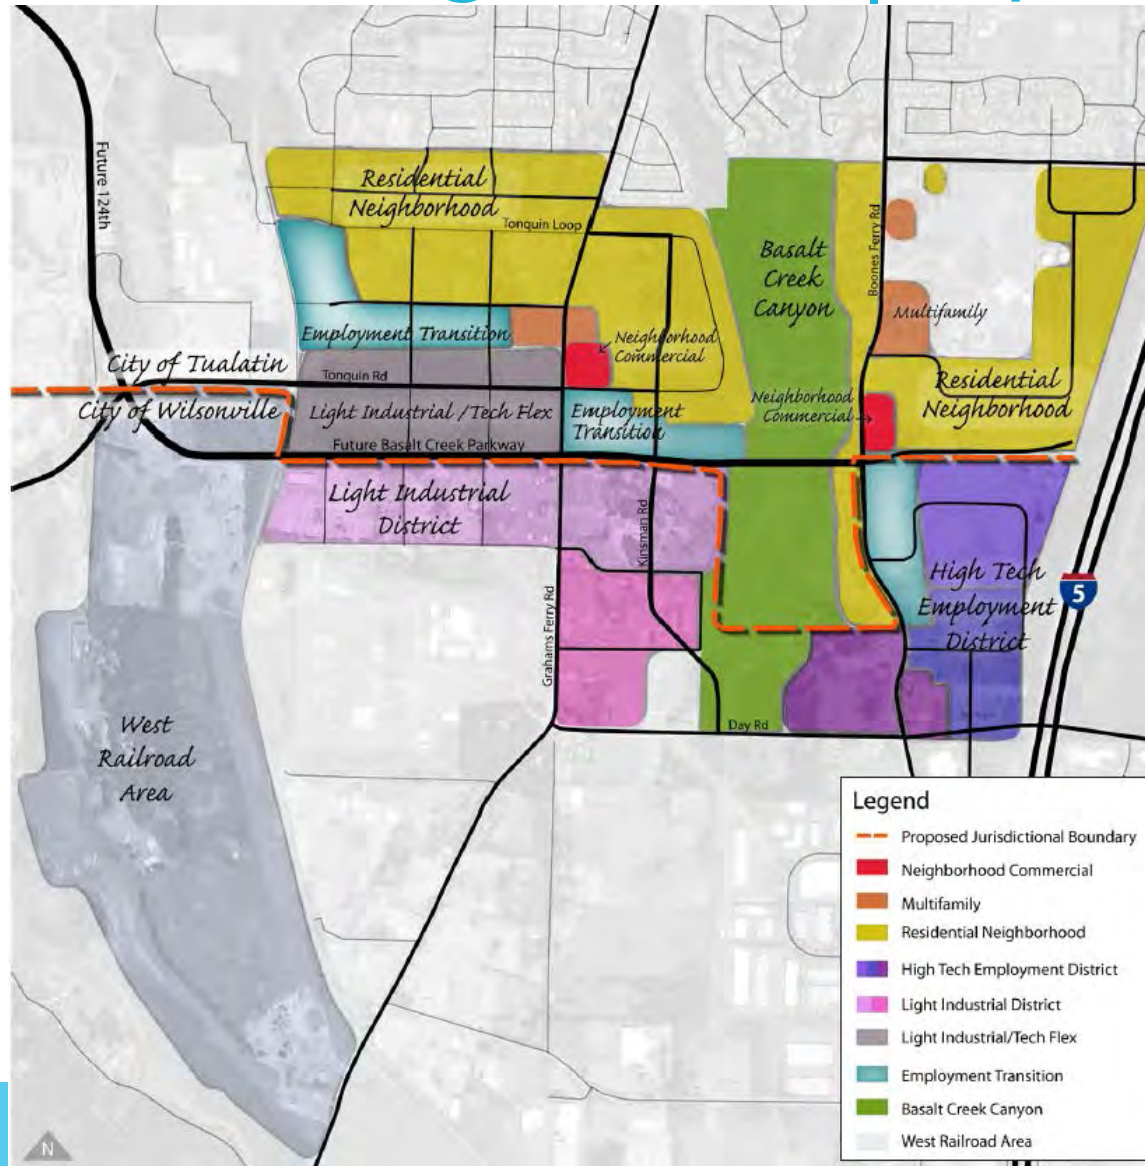 Future 124th
Residential
Neighborhood
Tonquin Loop
Basalt
Creek
Canyon
Boones Ferry Rd
Multifamily
Employment Transition
Neighborhood
Commercial
City of Tualatin
Tonquin Rd
City of Wilsonville
Light Industrial / Tech Flex
Employment
Transition
Neighborhood
Commercial
Residential
Neighborhood
Future Basalt Creek Parkway
Light Industrial
District
Kinsman Rd
Grahams Ferry Rd
High Tech
Employment
District
5
West
Railroad
Area
Day Rd
Legend
Proposed Jurisdictional Boundary
Neighborhood Commercial
Multifamily
Residential Neighborhood
High Tech Employment District
Light Industrial District
Light Industrial/Tech Flex
Employment Transition
Basalt Creek Canyon
West Railroad Area
N